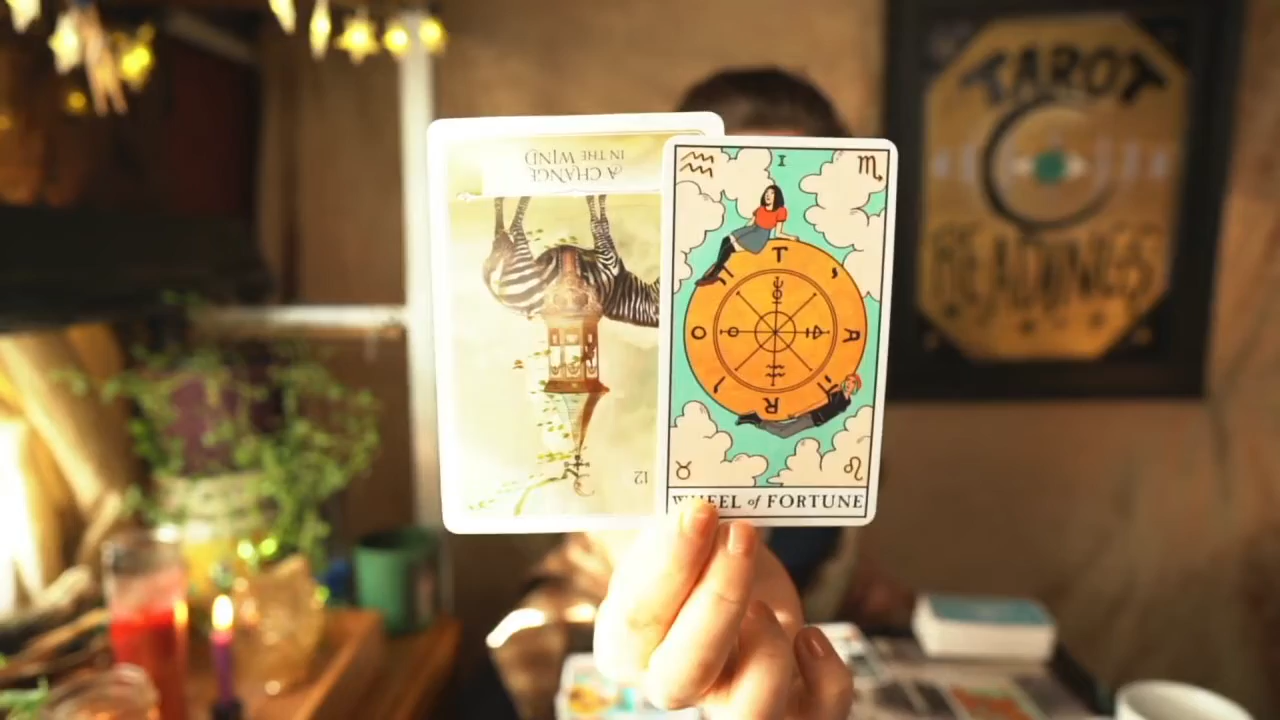 A CHANGE
IN THE WIND
12
I
T
A
R
O
WHEEL of FORTUNE
TAROT
READINGS